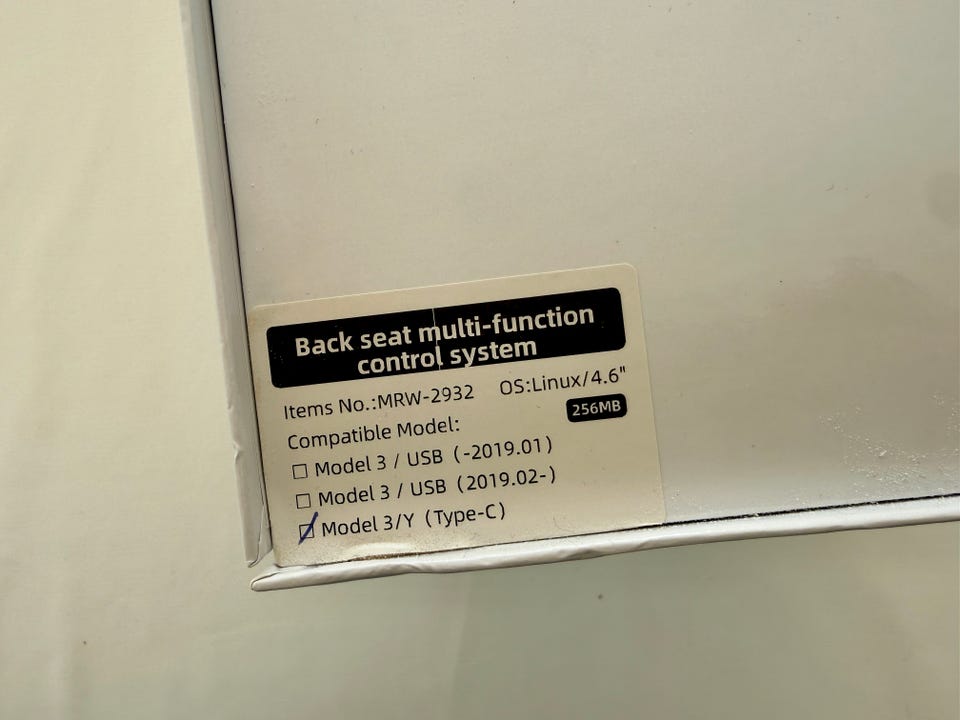 Back seat multi-function
control system
Items No.:MRW-2932 OS:Linux/4.6"
256MB
Compatible Model:
☐ Model 3 / USB (-2019.01)
☐ Model 3 / USB (2019.02-)
☑ Model 3/Y (Type-C)